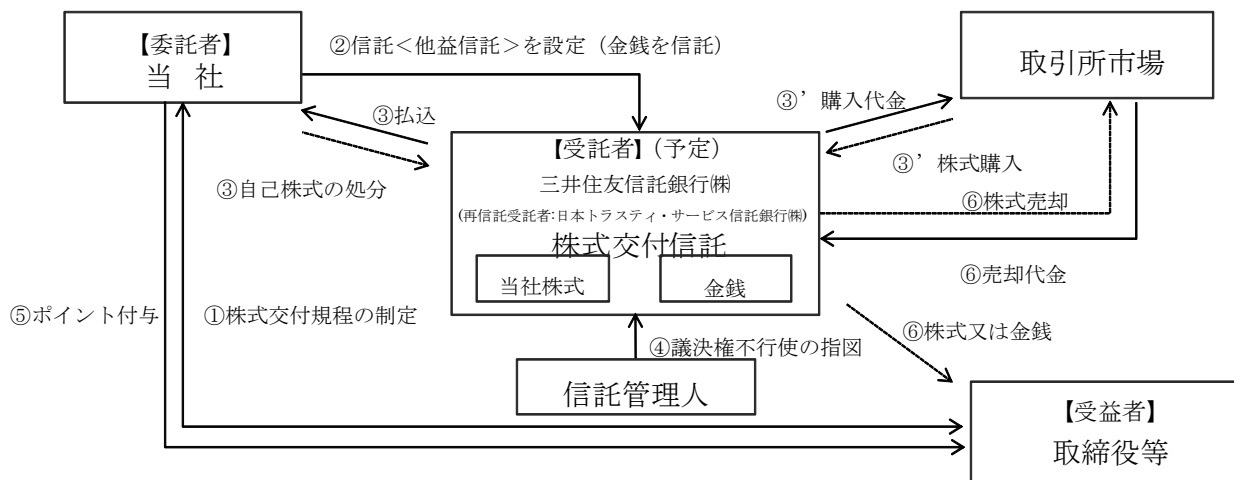 【委託者】
当 社
②信託<他益信託>を設定（金銭を信託）
取引所市場
③払込
③自己株式の処分
③’購入代金
③’株式購入
【受託者】（予定）
三井住友信託銀行㈱
(再信託受託者:日本トラスティ・サービス信託銀行㈱)
株式交付信託
当社株式
金銭
⑥株式売却
⑥売却代金
⑤ポイント付与
①株式交付規程の制定
④議決権不行使の指図
⑥株式又は金銭
信託管理人
【受益者】
取締役等